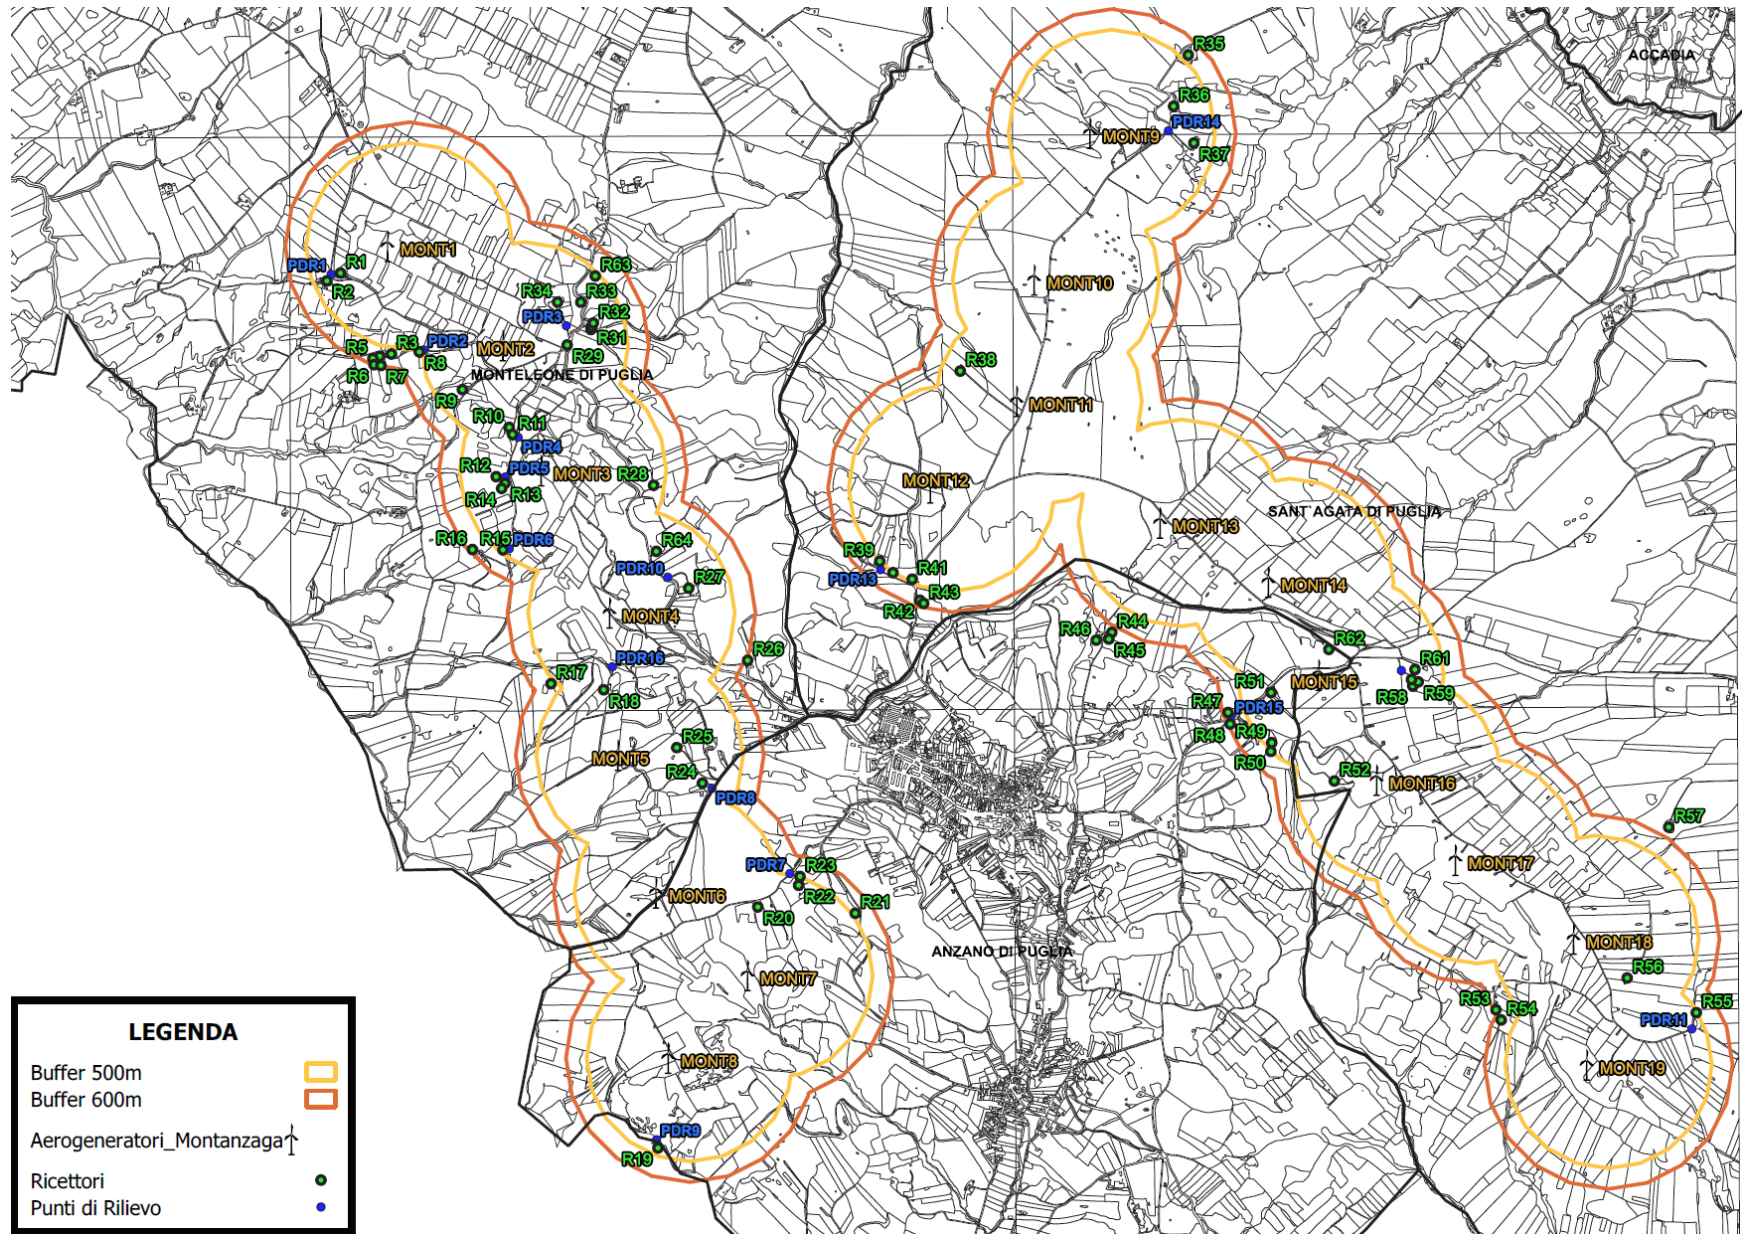 R35
ACCADIA
R36
PDR14
MONT9
R37
MONT1
PDR1
R1
R63
R2
R34
R33
MONT10
R32
PDR3
R31
R3
PDR2
MONT2
R5
R8
R29
R6
R7
MONTELEONE DI PUGLIA
R38
R9
MONT11
R10
R11
PDR4
R12
PDR5
MONT3
R28
MONT12
R14
R13
SANT`AGATA DI PUGLIA
MONT13
R16
R15
PDR6
R64
R39
PDR10
R27
PDR13
R41
R43
MONT14
R42
MONT4
R44
R46
R45
R62
PDR16
R26
R61
R17
R51
MONT15
R18
R58
R59
R47
PDR15
R25
R48
R49
MONT5
R50
R24
R52
MONT16
PDR8
R57
PDR7
R23
MONT17
R22
MONT6
R20
R21
ANZANO DI PUGLIA
MONT18
MONT7
R56
R53
R54
R55
PDR11
MONT8
MONT19
PDR9
R19
LEGENDA
Buffer 500m
Buffer 600m
Aerogeneratori_Montanzaga
Ricettori
Punti di Rilievo